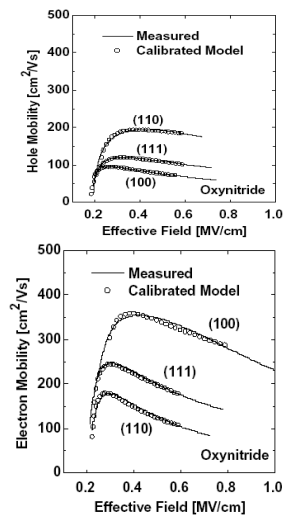 500
400
300
200
100
0
Hole Mobility [cm²/Vs]
Measured
Calibrated Model
(110)
(111)
(100)
Oxynitride
0.2 0.4 0.6 0.8 1.0
Effective Field [MV/cm]
500
400
300
200
100
0
Electron Mobility [cm²/Vs]
Measured
Calibrated Model
(100)
(111)
(110)
Oxynitride
0.0 0.2 0.4 0.6 0.8 1.0
Effective Field [MV/cm]